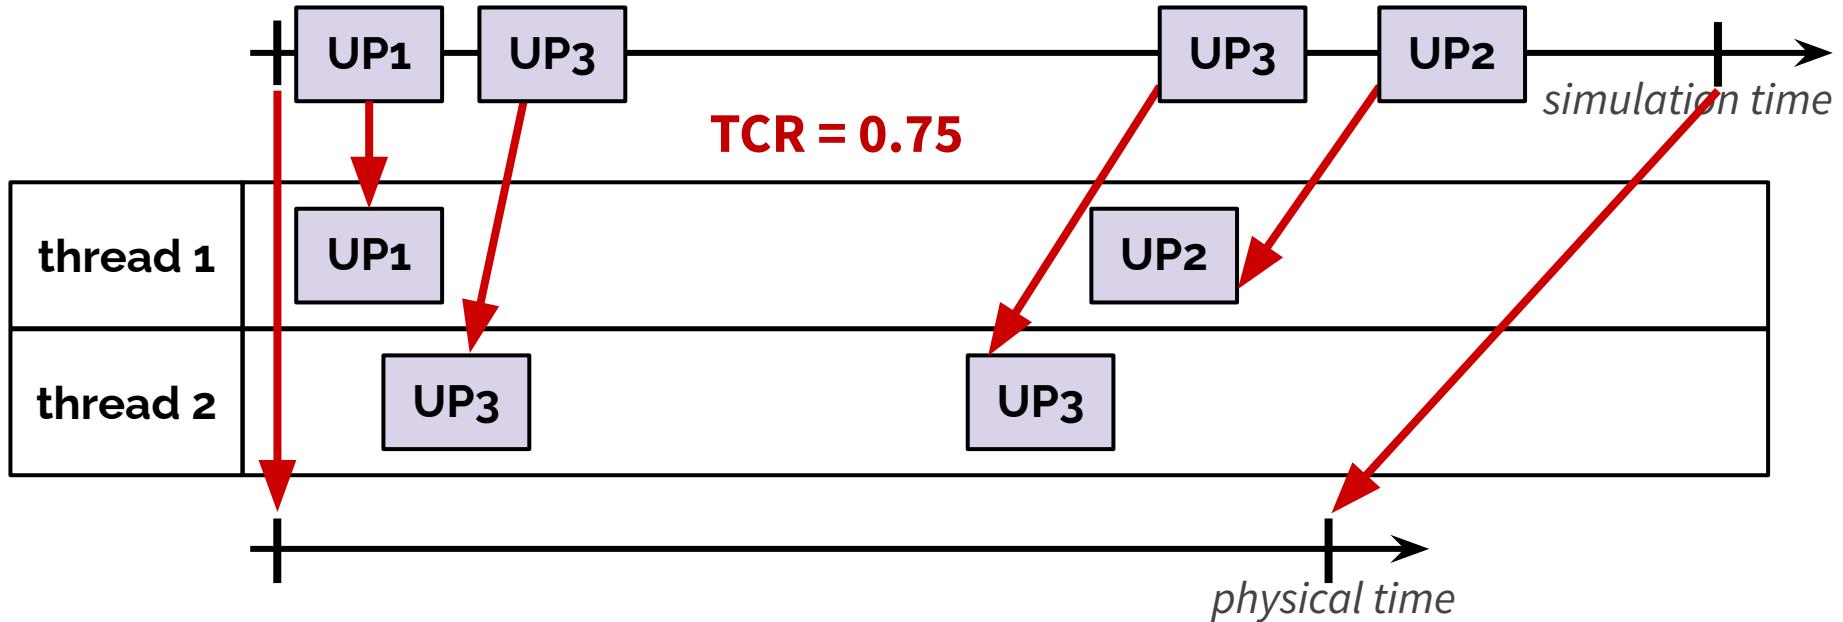 UP1
UP3
UP3
UP2
simulation time
TCR = 0.75
thread 1
UP1
UP2
thread 2
UP3
UP3
physical time